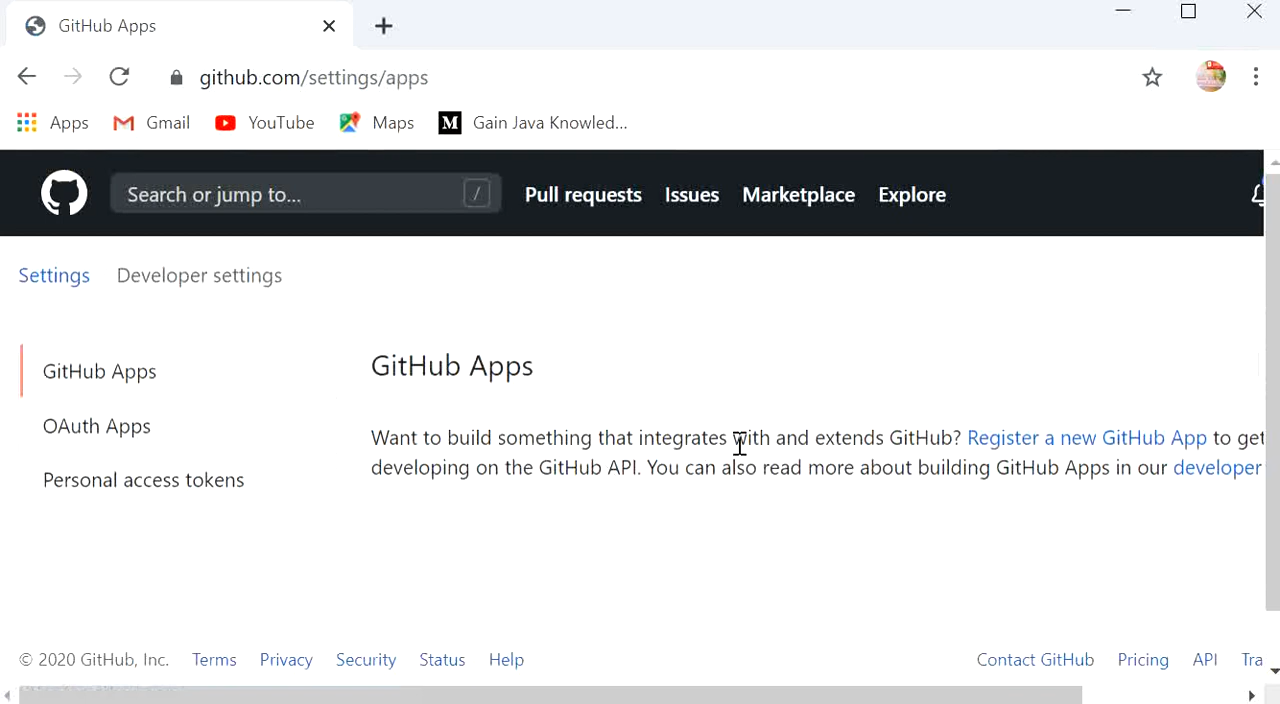 GitHub Apps
github.com/settings/apps
Apps Gmail YouTube Maps M Gain Java Knowled...
Search or jump to... / Pull requests Issues Marketplace Explore
Settings Developer settings
GitHub Apps
OAuth Apps
Personal access tokens
GitHub Apps
Want to build something that integrates with and extends GitHub? Register a new GitHub App to get
developing on the GitHub API. You can also read more about building GitHub Apps in our developer
© 2020 GitHub, Inc. Terms Privacy Security Status Help Contact GitHub Pricing API Tra